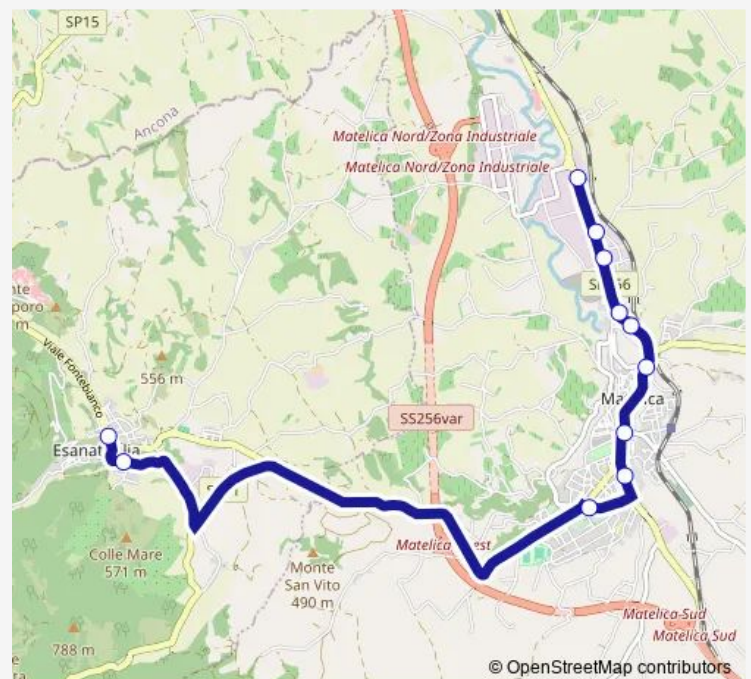 SP15
Ancona
Matelica Nord/Zona Industriale
Matelica Nord/Zona Industriale
556 m
Viale Fontebianco
SS256var
Colle Mare
571 m
Monte
San Vito
490 m
788 m
Matelica Sud
Matelica Sud
© OpenStreetMap contributors